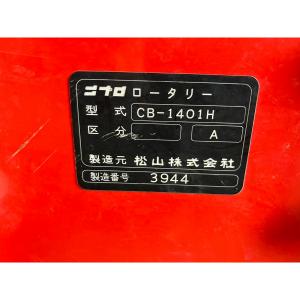 ニプロ ロータリー
型式 CB-1401H
区分 A
製造元 松山株式会社
製造番号 3944